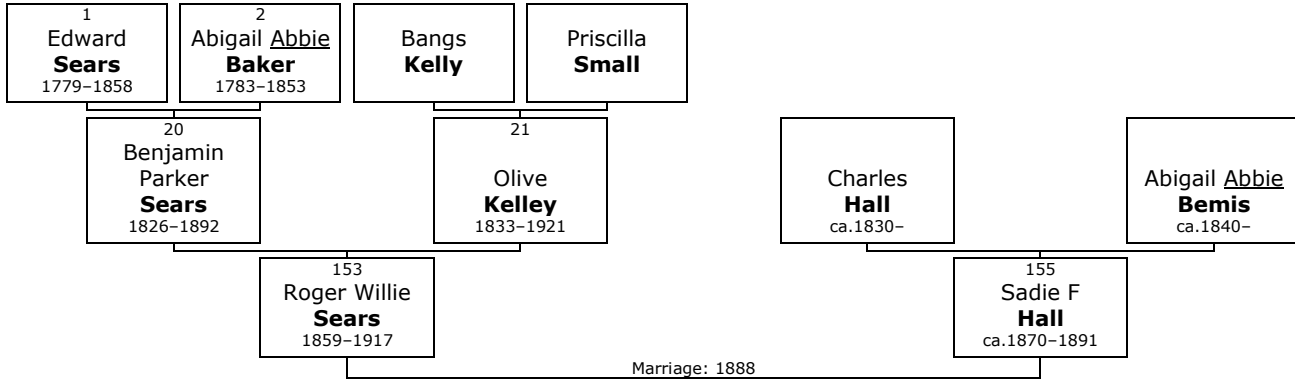 1
Edward
Sears
1779–1858
2
Abigail Abbie
Baker
1783–1853
Bangs
Kelly
Priscilla
Small
20
Benjamin
Parker
Sears
1826–1892
21
Olive
Kelley
1833–1921
Charles
Hall
ca.1830–
Abigail Abbie
Bemis
ca.1840–
153
Roger Willie
Sears
1859–1917
155
Sadie F
Hall
ca.1870–1891
Marriage: 1888